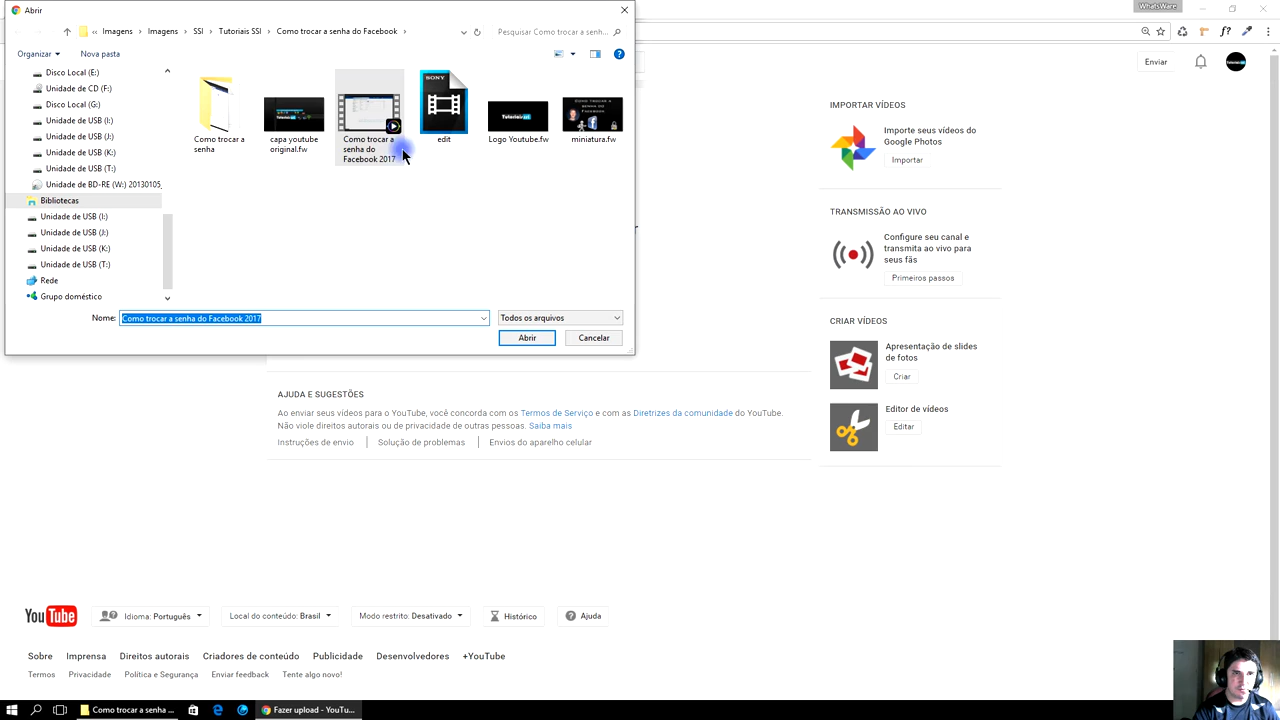 Abrir
WhatsWare
« Imagens › Imagens › SSI › Tutoriais SSI › Como trocar a senha do Facebook ›
Pesquisar Como trocar a senh...
Organizar
Nova pasta
Disco Local (E:)
Unidade de CD (F:)
Disco Local (G:)
Unidade de USB (I:)
Unidade de USB (J:)
Unidade de USB (K:)
Unidade de USB (T:)
Unidade de BD-RE (W:) 20130105_
Bibliotecas
Unidade de USB (I:)
Unidade de USB (J:)
Unidade de USB (K:)
Unidade de USB (T:)
Rede
Grupo doméstico
Como trocar a
senha
capa youtube
original.fw
Como trocar a
senha do
Facebook 2017
SONY
edit
Logo Youtube.fw
miniatura.fw
Nome:
Como trocar a senha do Facebook 2017
Todos os arquivos
Abrir
Cancelar
Enviar
IMPORTAR VÍDEOS
Importe seus vídeos do
Google Photos
Importar
TRANSMISSÃO AO VIVO
Configure seu canal e
transmita ao vivo para
seus fãs
Primeiros passos
CRIAR VÍDEOS
Apresentação de slides
de fotos
Criar
Editor de vídeos
Editar
AJUDA E SUGESTÕES
Ao enviar seus vídeos para o YouTube, você concorda com os Termos de Serviço e com as Diretrizes da comunidade do YouTube.
Não viole direitos autorais ou de privacidade de outras pessoas. Saiba mais
Instruções de envio
Solução de problemas
Envios do aparelho celular
YouTube
Idioma: Português
Local do conteúdo: Brasil
Modo restrito: Desativado
Histórico
Ajuda
Sobre
Imprensa
Direitos autorais
Criadores de conteúdo
Publicidade
Desenvolvedores
+YouTube
Termos
Privacidade
Política e Segurança
Enviar feedback
Tente algo novo!
Como trocar a senha ...
Fazer upload - YouTu...